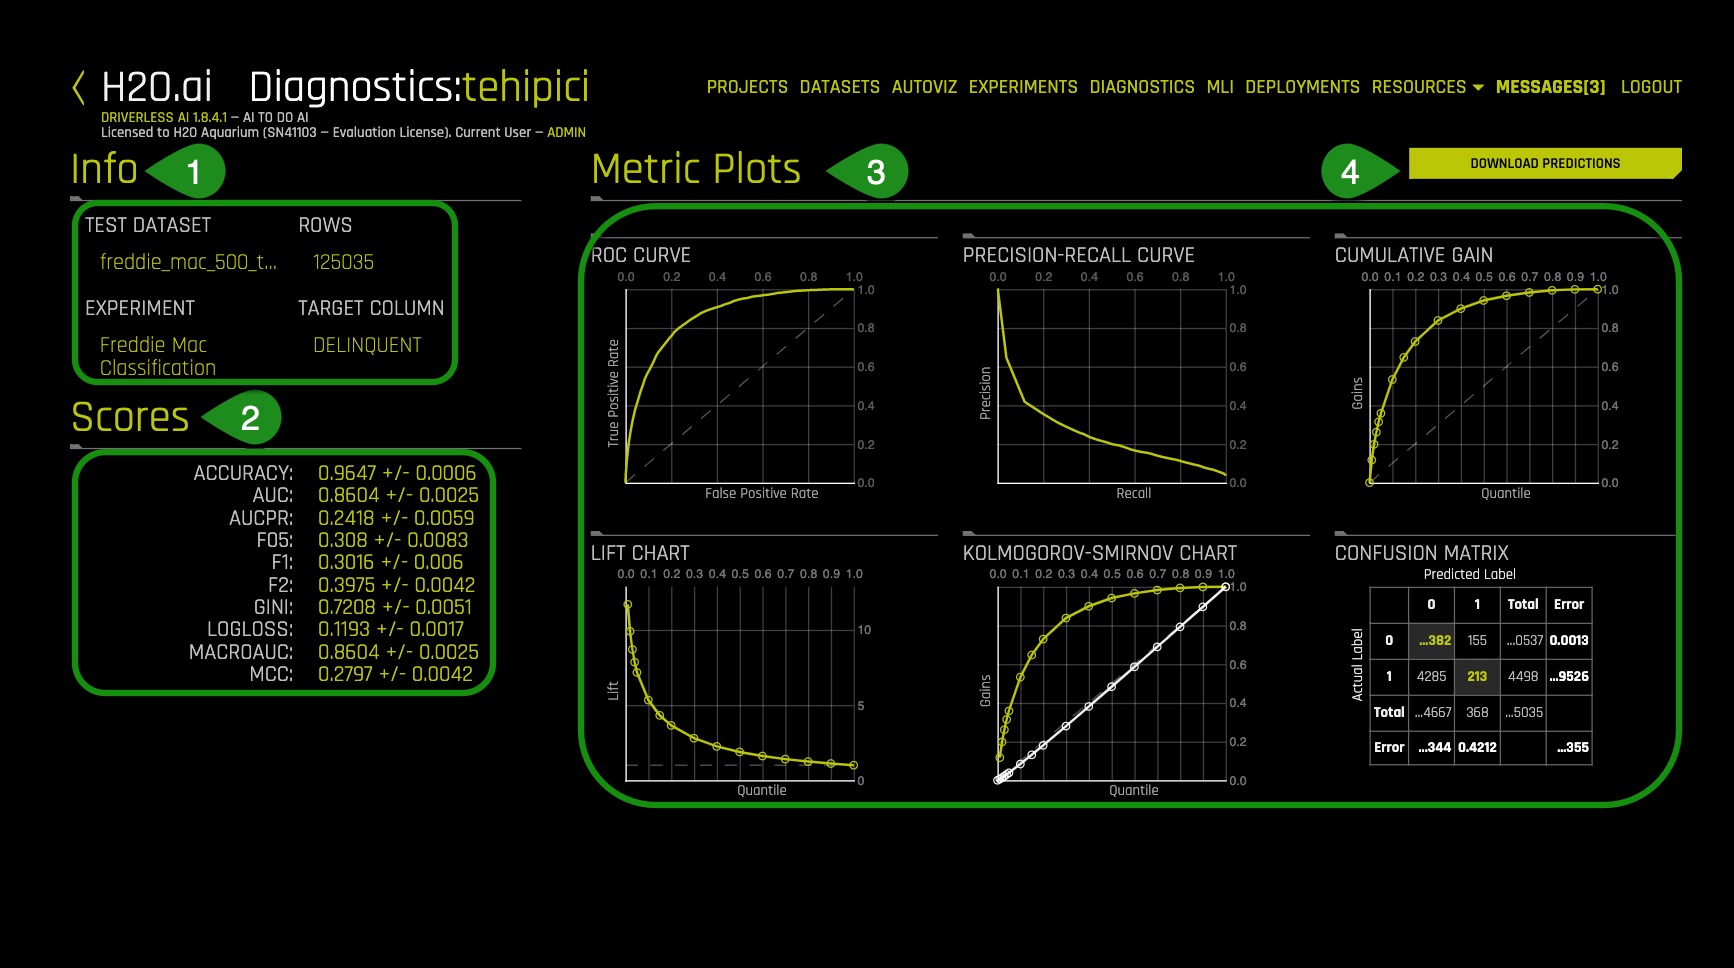 H2O.ai Diagnostics:tehipici
PROJECTS DATASETS AUTOVIZ EXPERIMENTS DIAGNOSTICS MLI DEPLOYMENTS RESOURCES MESSAGES[3] LOGOUT
DRIVERLESS AI 1.8.4.1 – AI TO DO AI
Licensed to H2O Aquarium (SN41103 – Evaluation License). Current User – ADMIN
Info 1
TEST DATASET ROWS
freddie_mac_500_t... 125035
EXPERIMENT TARGET COLUMN
Freddie Mac DELINQUENT
Classification
Scores 2
ACCURACY: 0.9647 +/- 0.0006
AUC: 0.8604 +/- 0.0025
AUCPR: 0.2418 +/- 0.0059
F05: 0.308 +/- 0.0083
F1: 0.3016 +/- 0.006
F2: 0.3975 +/- 0.0042
GINI: 0.7208 +/- 0.0051
LOGLOSS: 0.1193 +/- 0.0017
MACROAUC: 0.8604 +/- 0.0025
MCC: 0.2797 +/- 0.0042
Metric Plots 3
4 DOWNLOAD PREDICTIONS
ROC CURVE
0.0 0.2 0.4 0.6 0.8 1.0
1.0
0.8
0.6
0.4
0.2
0.0
True Positive Rate
False Positive Rate
PRECISION-RECALL CURVE
0.0 0.2 0.4 0.6 0.8 1.0
1.0
0.8
0.6
0.4
0.2
0.0
Precision
Recall
CUMULATIVE GAIN
0.0 0.1 0.2 0.3 0.4 0.5 0.6 0.7 0.8 0.9 1.0
1.0
0.8
0.6
0.4
0.2
0.0
Gains
Quantile
LIFT CHART
0.0 0.1 0.2 0.3 0.4 0.5 0.6 0.7 0.8 0.9 1.0
10
5
0
Lift
Quantile
KOLMOGOROV-SMIRNOV CHART
0.0 0.1 0.2 0.3 0.4 0.5 0.6 0.7 0.8 0.9 1.0
1.0
0.8
0.6
0.4
0.2
0.0
Gains
Quantile
CONFUSION MATRIX
Predicted Label
Actual Label
0 1 Total Error
0 ...382 155 ...0537 0.0013
1 4285 213 4498 ...9526
Total ...4667 368 ...5035
Error ...344 0.4212 ...355